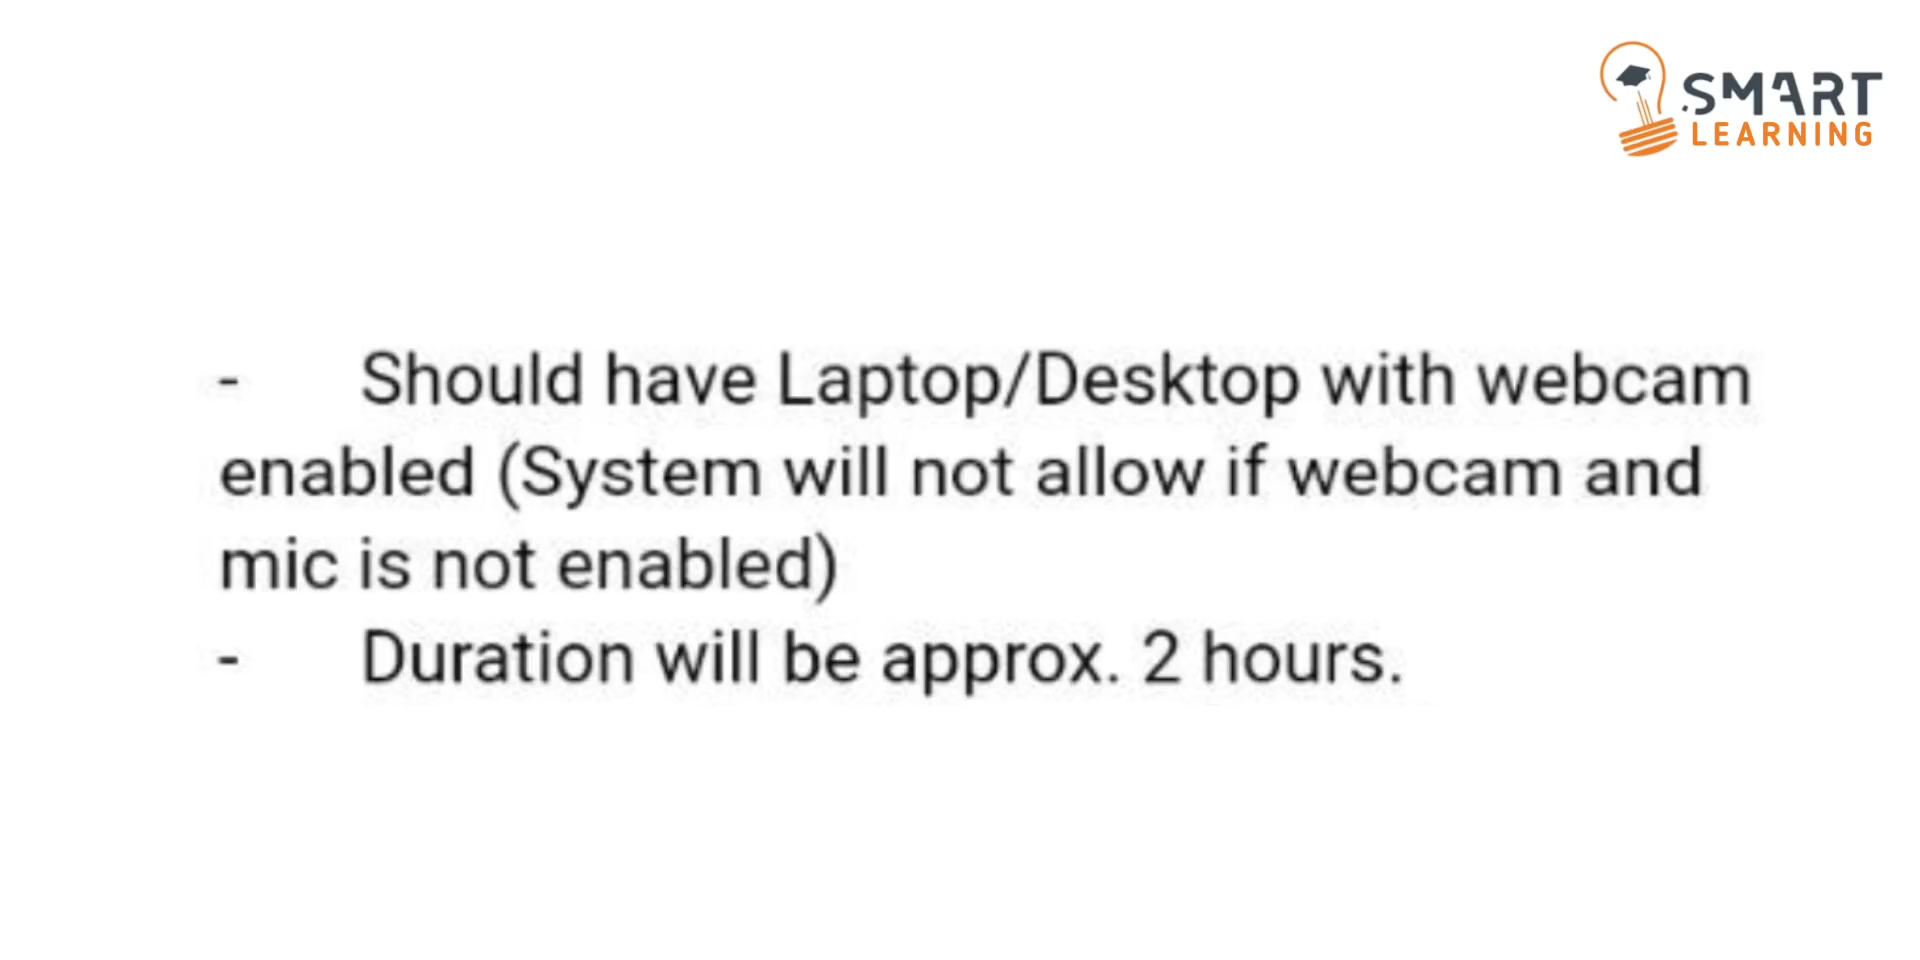 SMART
LEARNING
- Should have Laptop/Desktop with webcam
enabled (System will not allow if webcam and
mic is not enabled)
- Duration will be approx. 2 hours.